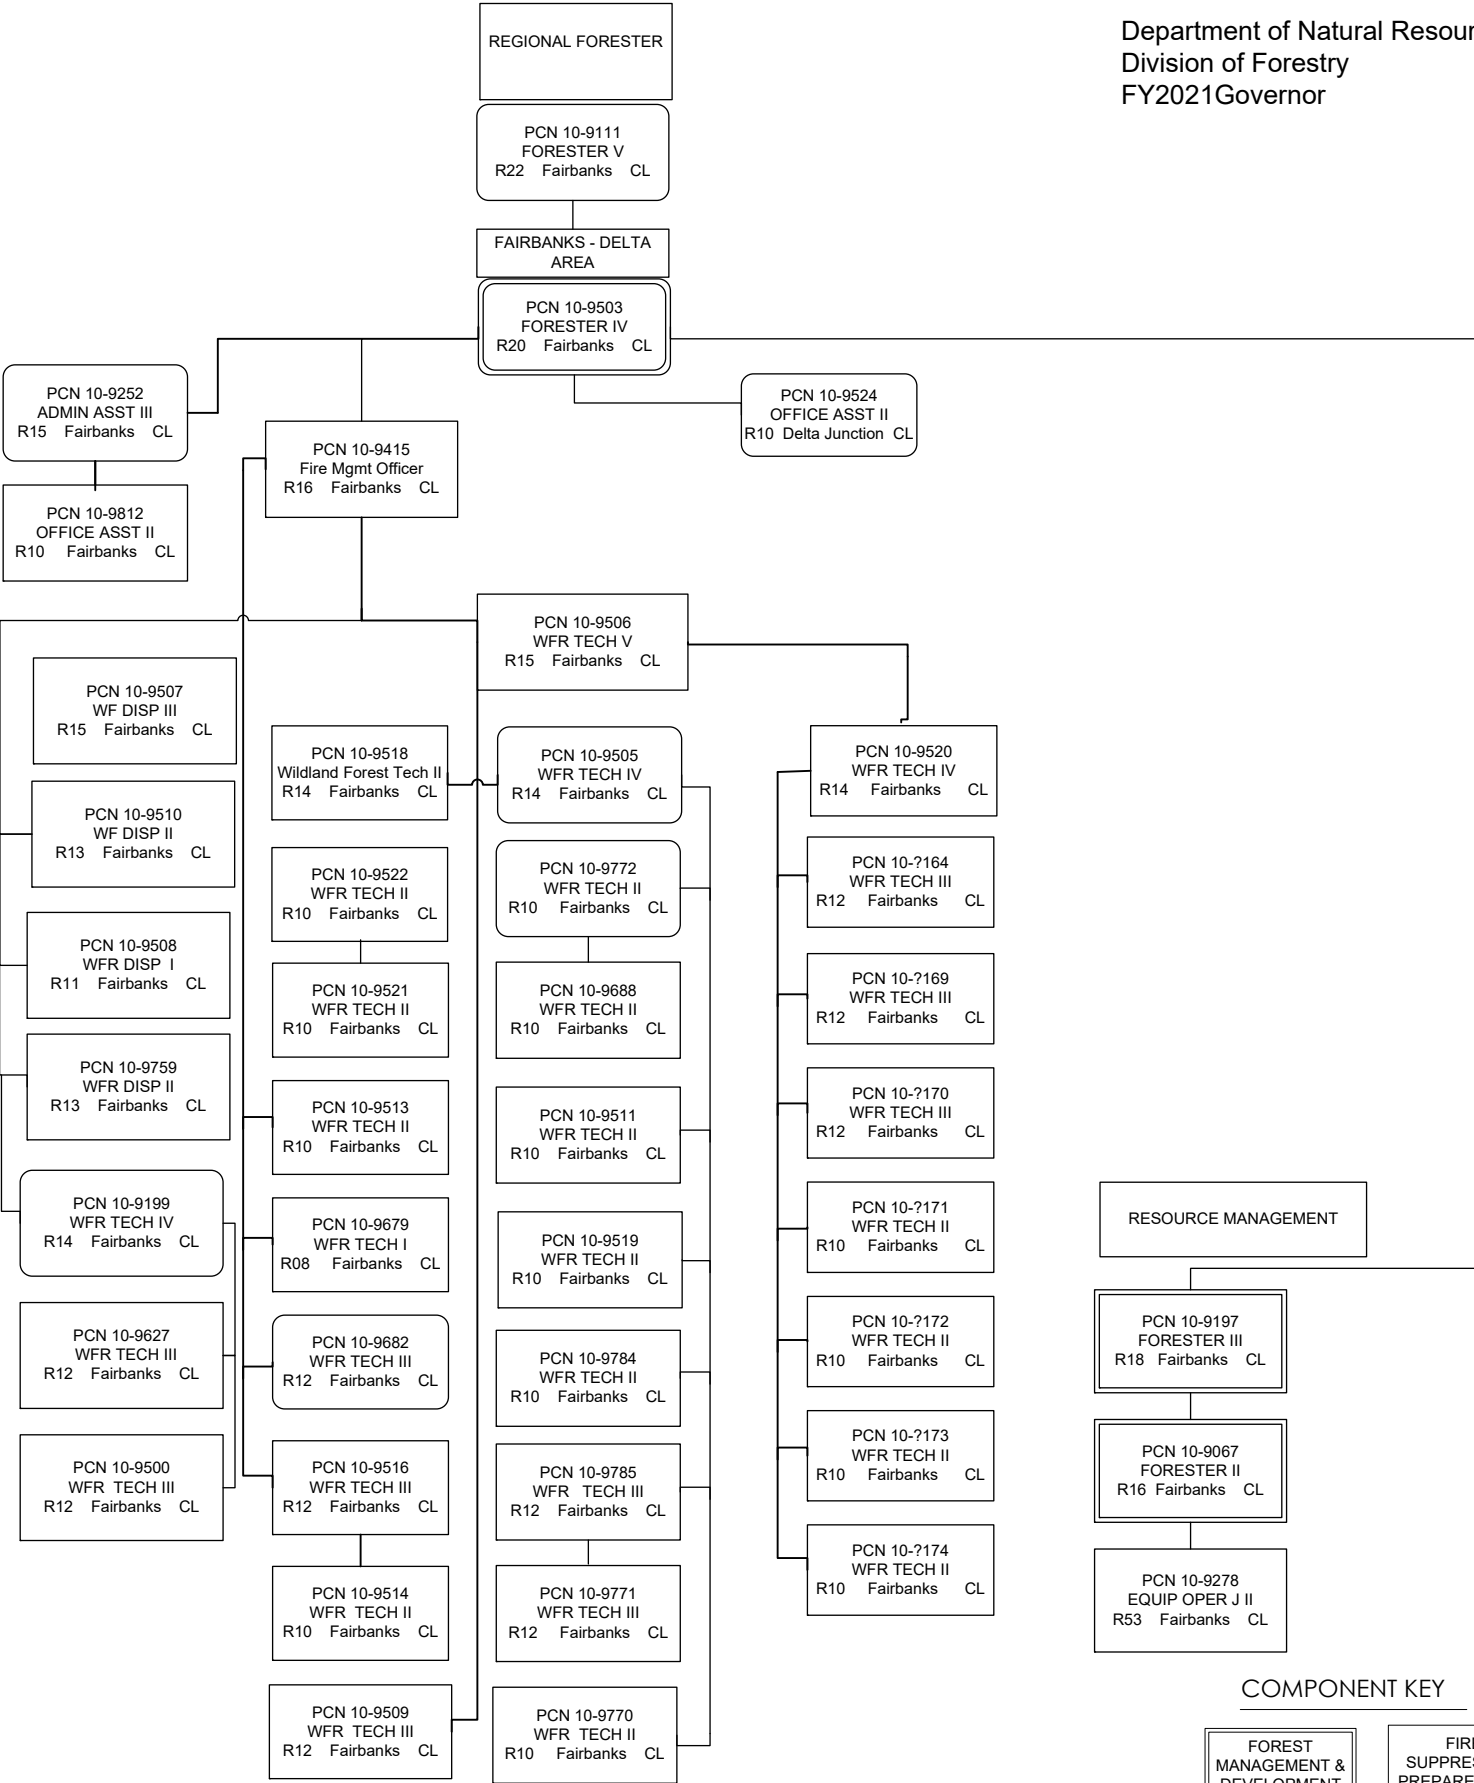 Department of Natural
Division of Forestry
FY2021Governor
REGIONAL FORESTER
PCN 10-9111
FORESTER V
R22 Fairbanks CL
FAIRBANKS - DELTA
AREA
PCN 10-9503
FORESTER IV
R20 Fairbanks CL
PCN 10-9252
ADMIN ASST III
R15 Fairbanks CL
PCN 10-9524
OFFICE ASST II
R10 Delta Junction CL
PCN 10-9415
Fire Mgmt Officer
R16 Fairbanks CL
PCN 10-9812
OFFICE ASST II
R10 Fairbanks CL
PCN 10-9506
WFR TECH V
R15 Fairbanks CL
PCN 10-9507
WF DISP III
R15 Fairbanks CL
PCN 10-9510
WF DISP II
R13 Fairbanks CL
PCN 10-9508
WFR DISP I
R11 Fairbanks CL
PCN 10-9759
WFR DISP II
R13 Fairbanks CL
PCN 10-9199
WFR TECH IV
R14 Fairbanks CL
PCN 10-9627
WFR TECH III
R12 Fairbanks CL
PCN 10-9500
WFR TECH III
R12 Fairbanks CL
PCN 10-9518
Wildland Forest Tech II
R14 Fairbanks CL
PCN 10-9522
WFR TECH II
R10 Fairbanks CL
PCN 10-9521
WFR TECH II
R10 Fairbanks CL
PCN 10-9513
WFR TECH II
R10 Fairbanks CL
PCN 10-9679
WFR TECH I
R08 Fairbanks CL
PCN 10-9682
WFR TECH III
R12 Fairbanks CL
PCN 10-9516
WFR TECH III
R12 Fairbanks CL
PCN 10-9514
WFR TECH II
R10 Fairbanks CL
PCN 10-9509
WFR TECH III
R12 Fairbanks CL
PCN 10-9505
WFR TECH IV
R14 Fairbanks CL
PCN 10-9772
WFR TECH II
R10 Fairbanks CL
PCN 10-9688
WFR TECH II
R10 Fairbanks CL
PCN 10-9511
WFR TECH II
R10 Fairbanks CL
PCN 10-9519
WFR TECH II
R10 Fairbanks CL
PCN 10-9784
WFR TECH II
R10 Fairbanks CL
PCN 10-9785
WFR TECH III
R12 Fairbanks CL
PCN 10-9771
WFR TECH III
R12 Fairbanks CL
PCN 10-9770
WFR TECH II
R10 Fairbanks CL
PCN 10-9520
WFR TECH IV
R14 Fairbanks CL
PCN 10-?164
WFR TECH III
R12 Fairbanks CL
PCN 10-?169
WFR TECH III
R12 Fairbanks CL
PCN 10-?170
WFR TECH III
R12 Fairbanks CL
PCN 10-?171
WFR TECH II
R10 Fairbanks CL
PCN 10-?172
WFR TECH II
R10 Fairbanks CL
PCN 10-?173
WFR TECH II
R10 Fairbanks CL
PCN 10-?174
WFR TECH II
R10 Fairbanks CL
RESOURCE MANAGEMENT
PCN 10-9197
FORESTER III
R18 Fairbanks CL
PCN 10-9067
FORESTER II
R16 Fairbanks CL
PCN 10-9278
EQUIP OPER J II
R53 Fairbanks CL
COMPONENT KEY
FOREST
MANAGEMENT &
DEVELOPMENT